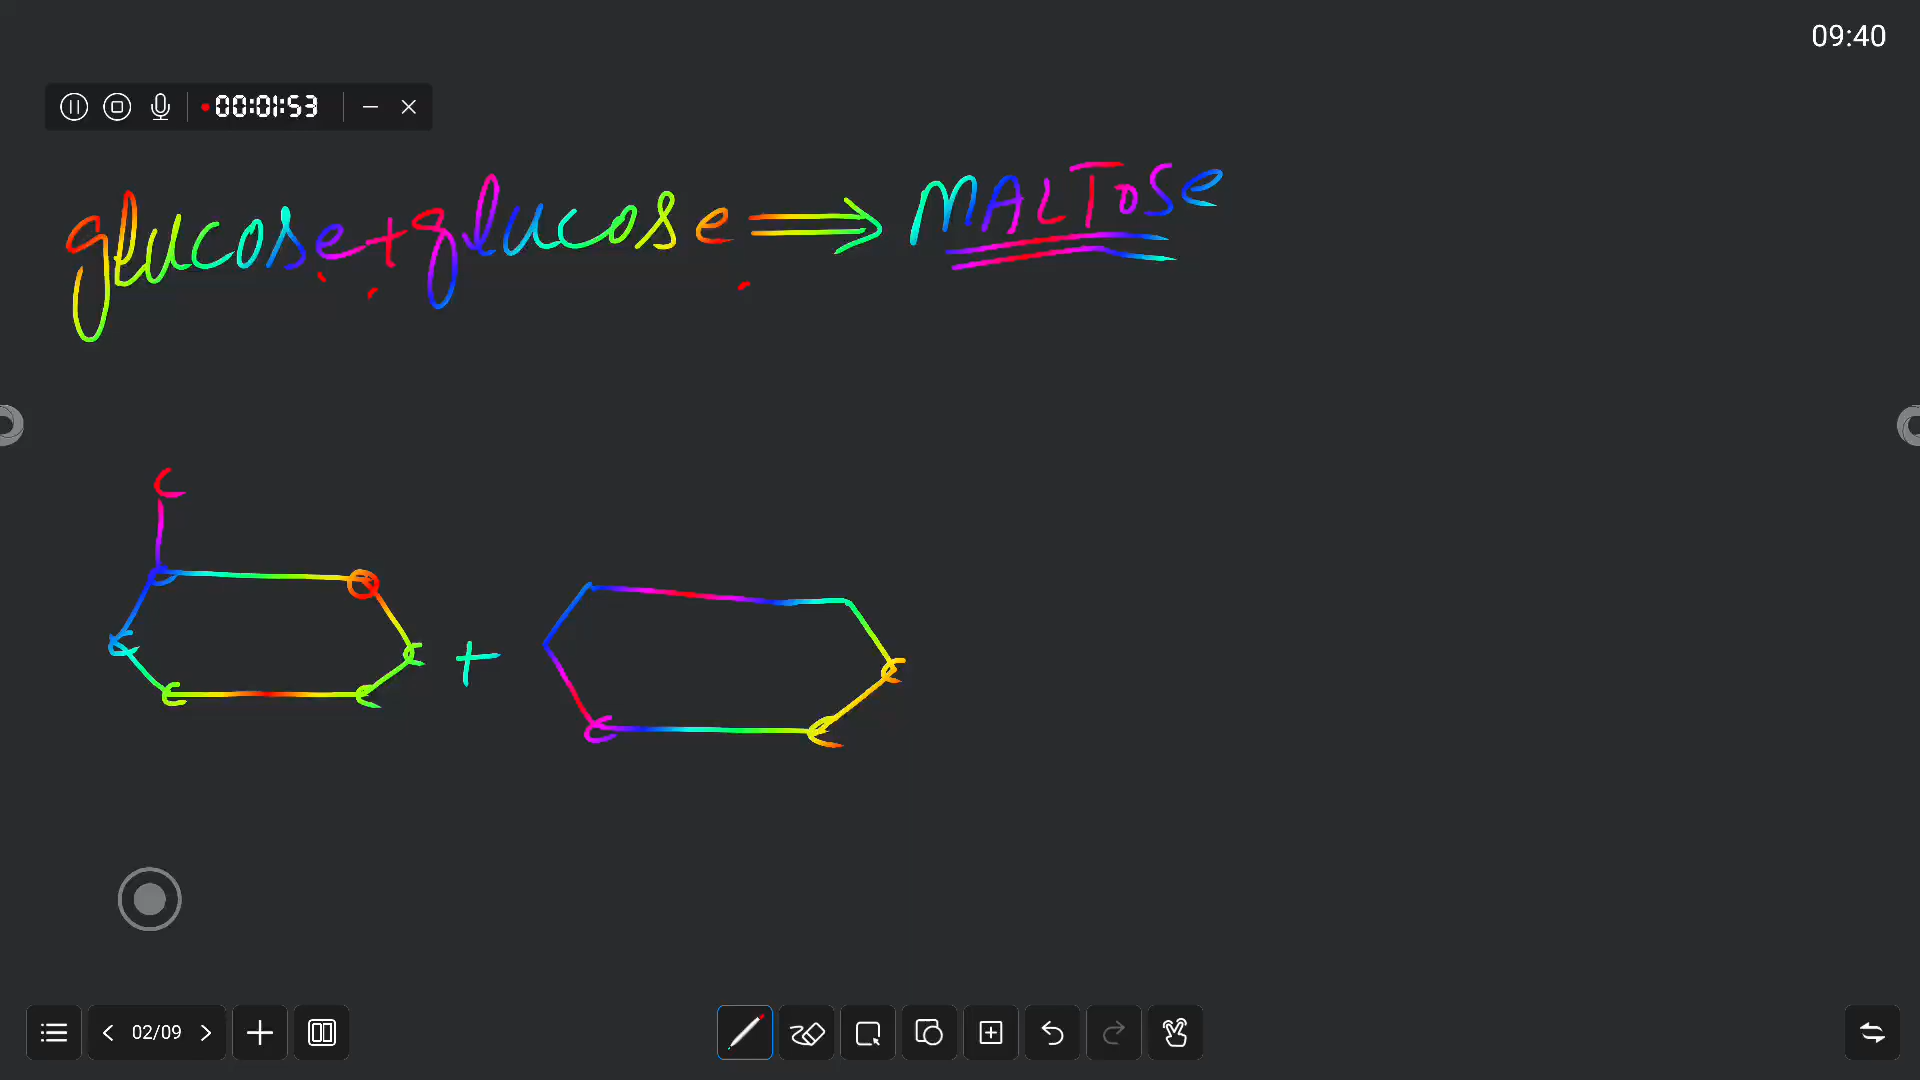 09:40
00:01:53
glucose + glucose ⇒ MALTOSe
C
C C C C + C C C
02/09